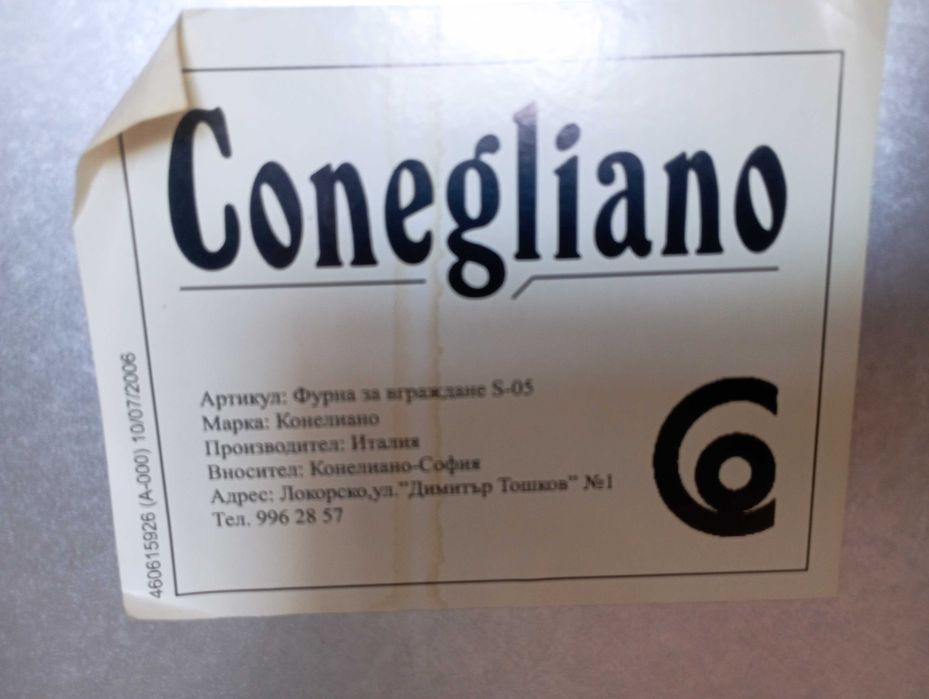 Conegliano
Артикул: Фурна за вграждане S-05
Марка: Конелиано
Производител: Италия
Вносител: Конелиано-София
Адрес: Локорско,ул."Димитър Тошков" №1
Тел. 996 28 57
460615926 (A-000) 10/07/2006